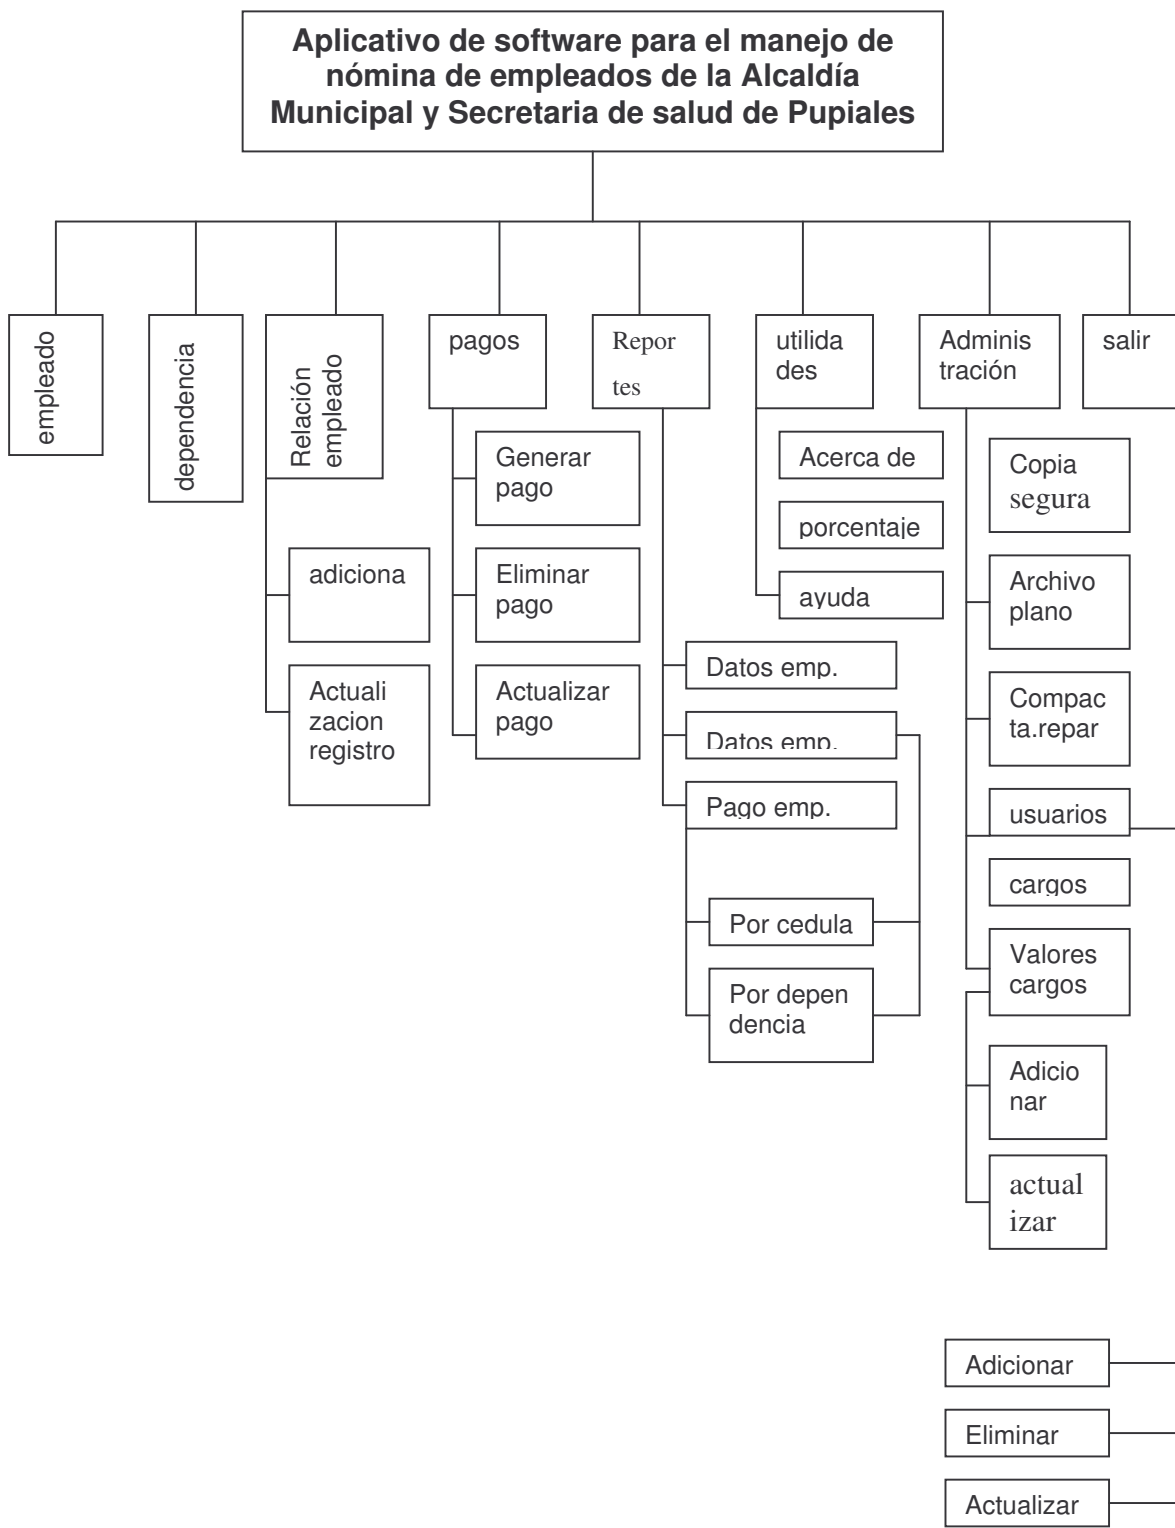 Aplicativo de software para el manejo de
nómina de empleados de la Alcaldía
Municipal y Secretaria de salud de Pupiales
empleado
dependencia
Relación
empleado
pagos
Repor
tes
utilida
des
Adminis
tración
salir
adiciona
Actuali
zacion
registro
Generar
pago
Eliminar
pago
Actualizar
pago
Datos emp.
Datos emp.
Pago emp.
Por cedula
Por depen
dencia
Acerca de
porcentaje
ayuda
Copia
segura
Archivo
plano
Compac
ta.repar
usuarios
cargos
Valores
cargos
Adicio
nar
actual
izar
Adicionar
Eliminar
Actualizar